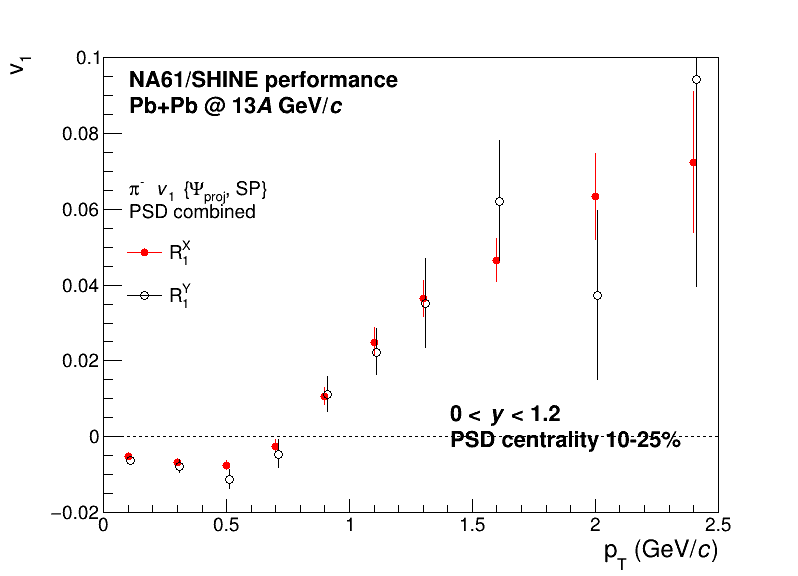 v1
0.1
NA61/SHINE performance
Pb+Pb @ 13A GeV/c
0.08
π- v1 {Ψproj, SP}
0.06
PSD combined
R1X
0.04
R1Y
0.02
0 < y < 1.2
0
PSD centrality 10-25%
−0.02
0 0.5 1 1.5 2 2.5
pT (GeV/c)